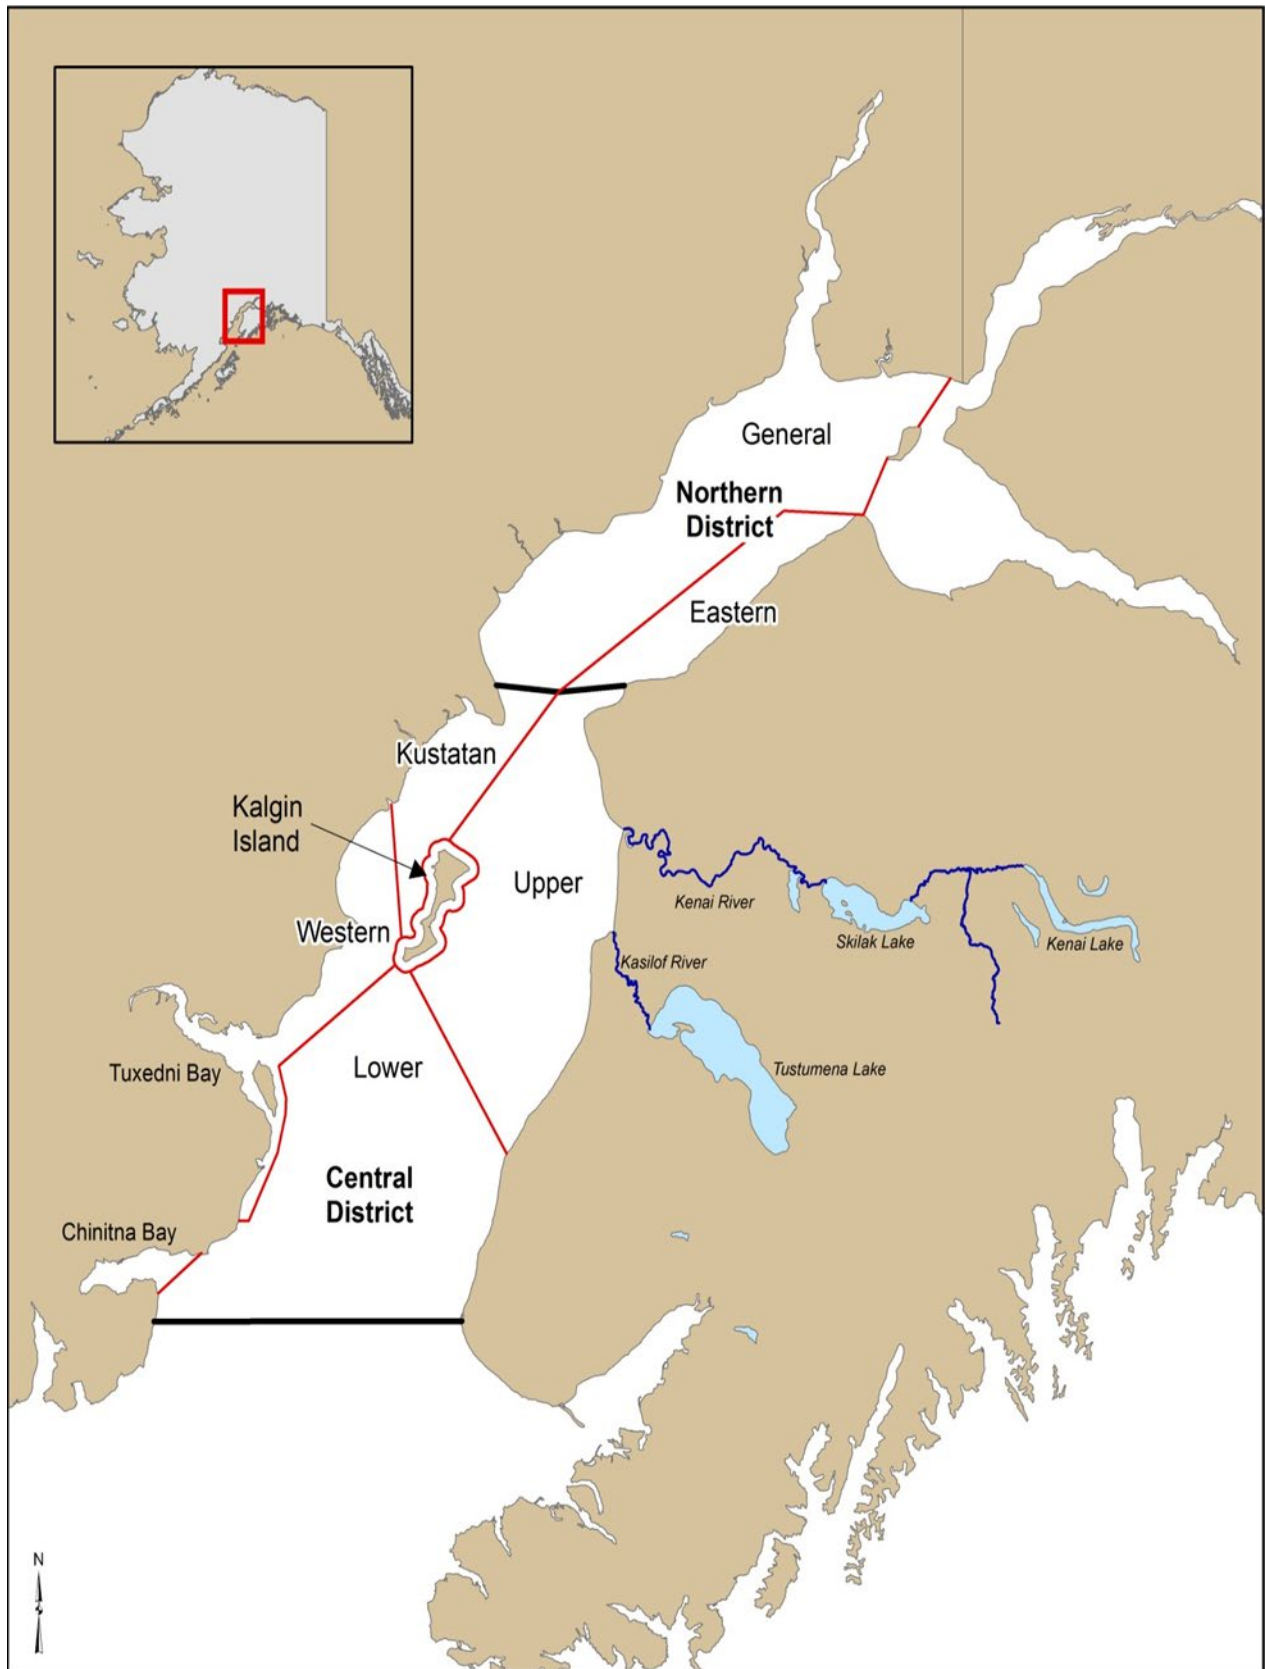 General
Northern
District
Eastern
Kustatan
Kalgin
Island
Upper
Kenai River
Western
Skilak Lake
Kenai Lake
Kasilof River
Lower
Tuxedni Bay
Tustumena Lake
Central
District
Chinitna Bay
N